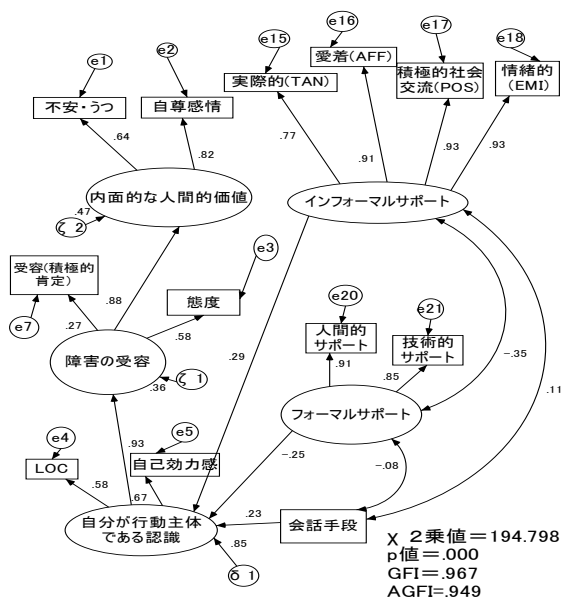 e1
e2
e15
e16
e17
e18
不安・うつ
自尊感情
実際的(TAN)
愛着(AFF)
積極的社会
交流(POS)
情緒的
(EMI)
.64
.82
.77
.91
.93
.93
内面的な人間的価値
インフォーマルサポート
.47
ζ 2
e3
受容(積極的
肯定)
態度
e20
e21
e7
.88
.27
.58
人間的
サポート
技術的
サポート
-.35
.29
.91
.85
.11
障害の受容
ζ 1
.36
フォーマルサポート
e4
e5
.93
LOC
自己効力感
-.25
-.08
.58
.67
.23
自分が行動主体
である認識
会話手段
.85
δ 1
χ 2乗値＝194.798
p値＝.000
GFI＝.967
AGFI=.949